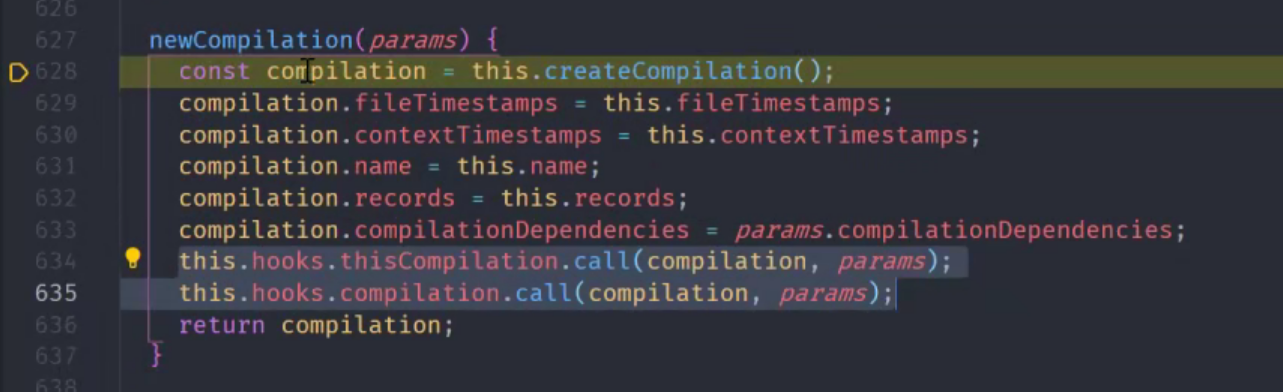 626
627 newCompilation(params) {
628 const compilation = this.createCompilation();
629 compilation.fileTimestamps = this.fileTimestamps;
630 compilation.contextTimestamps = this.contextTimestamps;
631 compilation.name = this.name;
632 compilation.records = this.records;
633 compilation.compilationDependencies = params.compilationDependencies;
634 this.hooks.thisCompilation.call(compilation, params);
635 this.hooks.compilation.call(compilation, params);
636 return compilation;
637 }
638